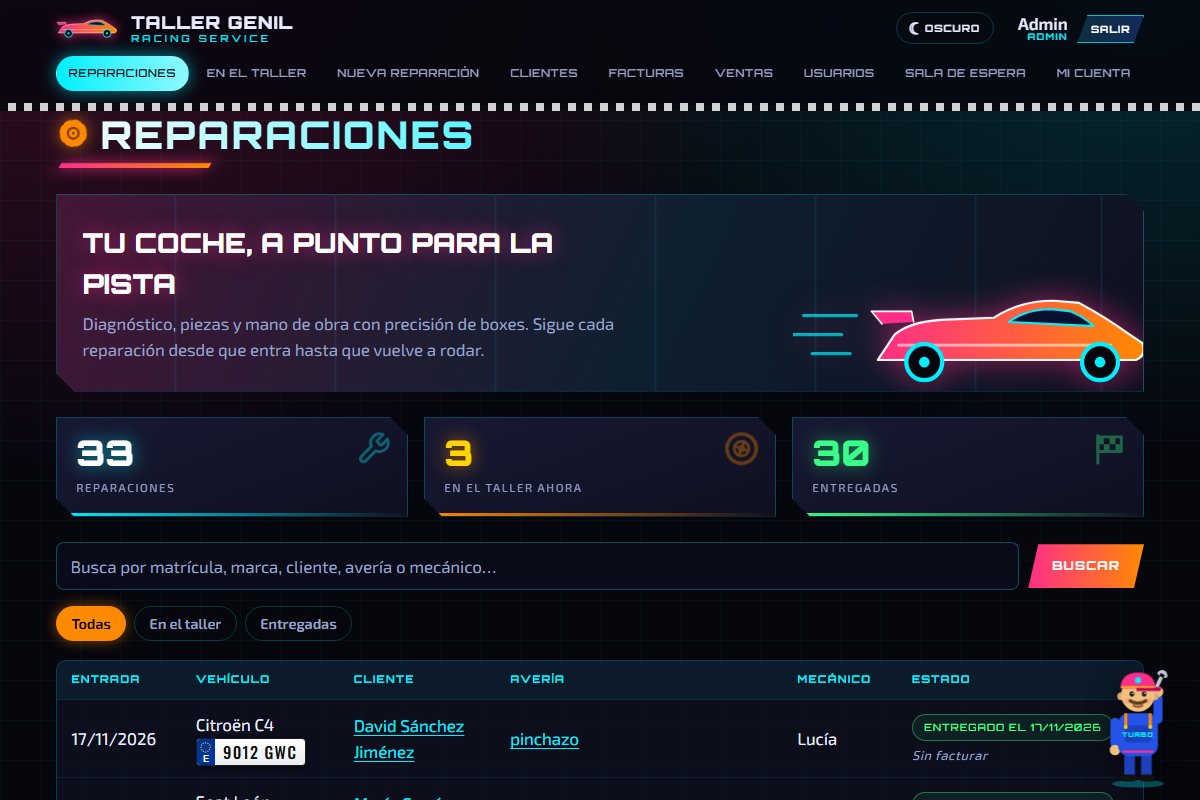 TALLER GENIL
RACING SERVICE
OSCURO
Admin
ADMIN
SALIR
REPARACIONES
EN EL TALLER
NUEVA REPARACIÓN
CLIENTES
FACTURAS
VENTAS
USUARIOS
SALA DE ESPERA
MI CUENTA
REPARACIONES
TU COCHE, A PUNTO PARA LA
PISTA
Diagnóstico, piezas y mano de obra con precisión de boxes. Sigue cada
reparación desde que entra hasta que vuelve a rodar.
33
REPARACIONES
3
EN EL TALLER AHORA
30
ENTREGADAS
Busca por matrícula, marca, cliente, avería o mecánico…
BUSCAR
Todas
En el taller
Entregadas
ENTRADA
VEHÍCULO
CLIENTE
AVERÍA
MECÁNICO
ESTADO
17/11/2026
Citroën C4
E
9012 GWC
David Sánchez
Jiménez
pinchazo
Lucía
ENTREGADO EL 17/11/2026
Sin facturar
TURBO